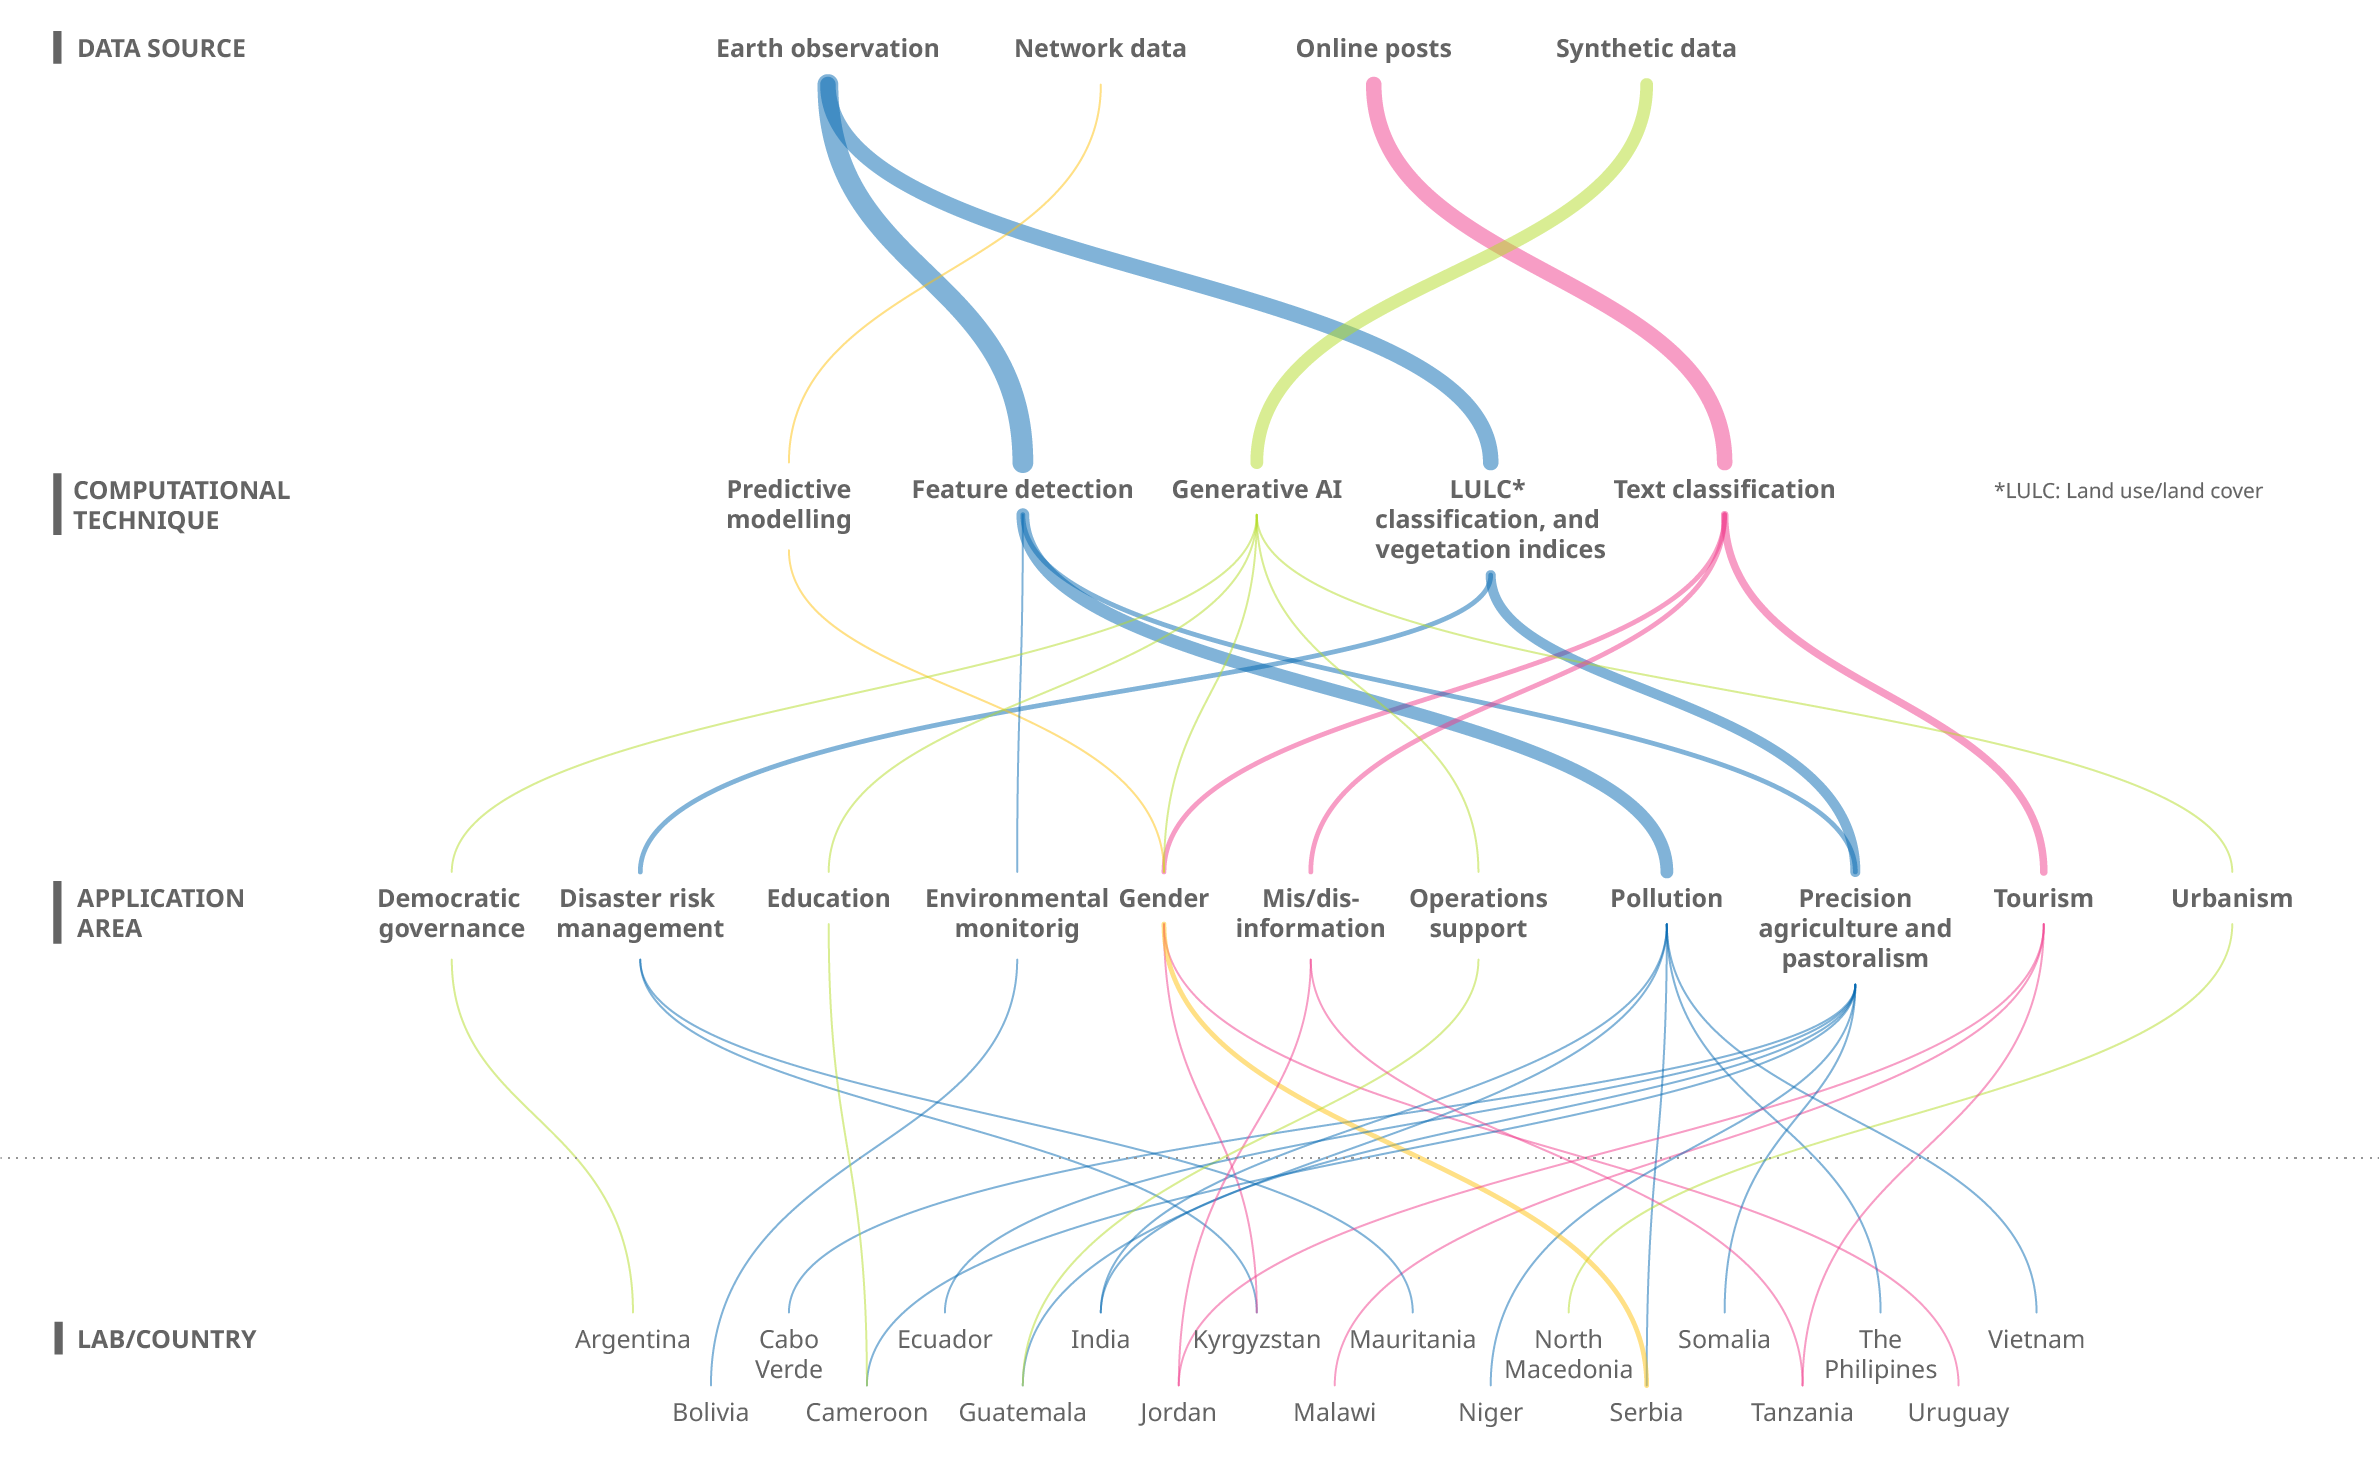 DATA SOURCE
Earth observation
Network data
Online posts
Synthetic data
COMPUTATIONAL
TECHNIQUE
Predictive
modelling
Feature detection
Generative AI
LULC*
classification, and
vegetation indices
Text classification
*LULC: Land use/land cover
APPLICATION
AREA
Democratic
governance
Disaster risk
management
Education
Environmental
monitorig
Gender
Mis/dis-
information
Operations
support
Pollution
Precision
agriculture and
pastoralism
Tourism
Urbanism
LAB/COUNTRY
Argentina
Cabo
Verde
Ecuador
India
Kyrgyzstan
Mauritania
North
Macedonia
Somalia
The
Philipines
Vietnam
Bolivia
Cameroon
Guatemala
Jordan
Malawi
Niger
Serbia
Tanzania
Uruguay